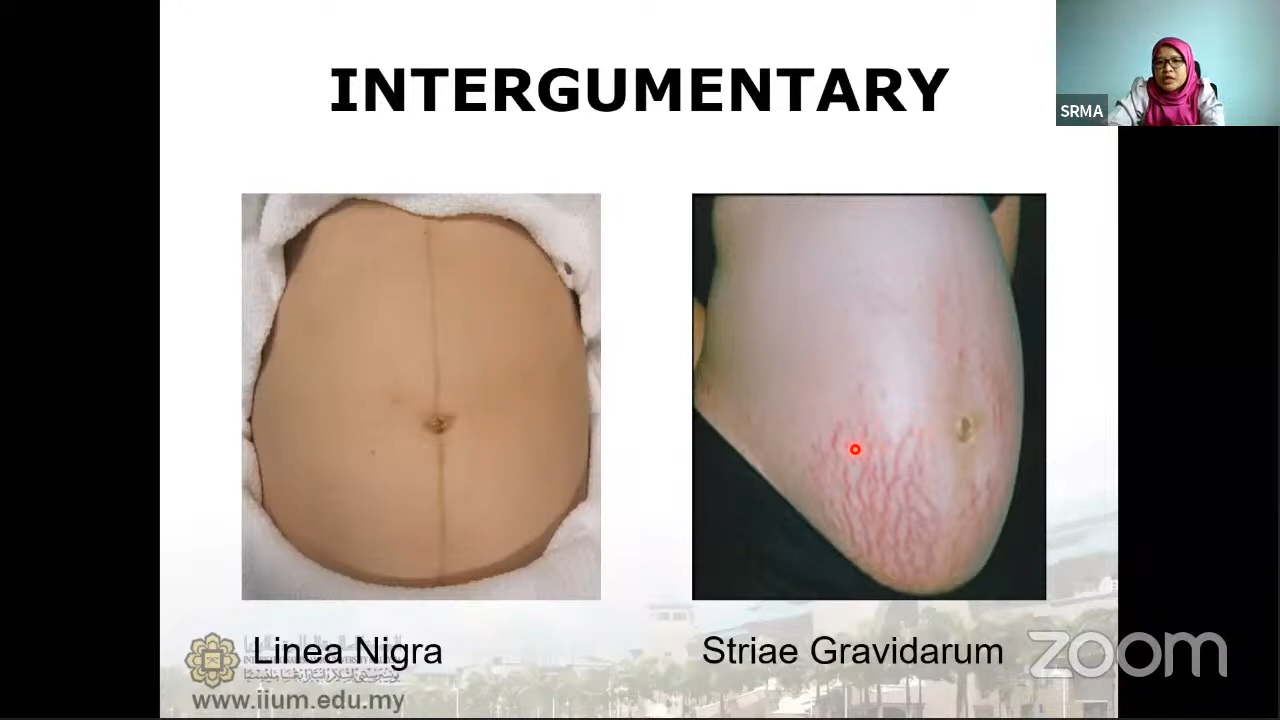 INTERGUMENTARY
SRMA
Linea Nigra
Striae Gravidarum
www.iium.edu.my
zoom